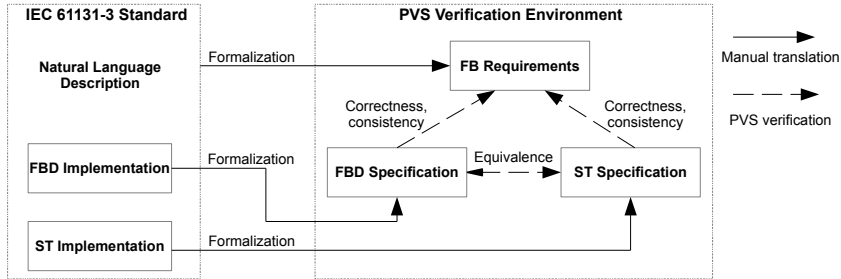 IEC 61131-3 Standard
PVS Verification Environment
Natural Language
Description
Formalization
FB Requirements
Manual translation
Correctness,
consistency
Correctness,
consistency
PVS verification
FBD Implementation
Formalization
FBD Specification
Equivalence
ST Specification
ST Implementation
Formalization